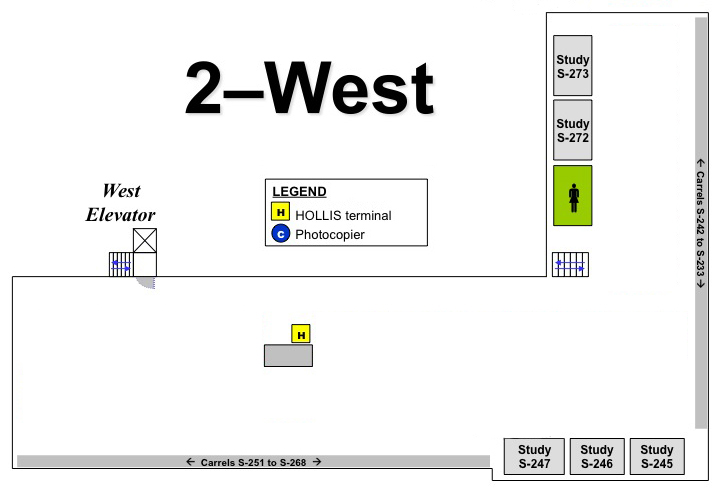 2–West
Study
S-273
Study
S-272
West
Elevator
LEGEND
H HOLLIS terminal
C Photocopier
← Carrels S-242 to S-233 →
H
Study
S-247
Study
S-246
Study
S-245
← Carrels S-251 to S-268 →